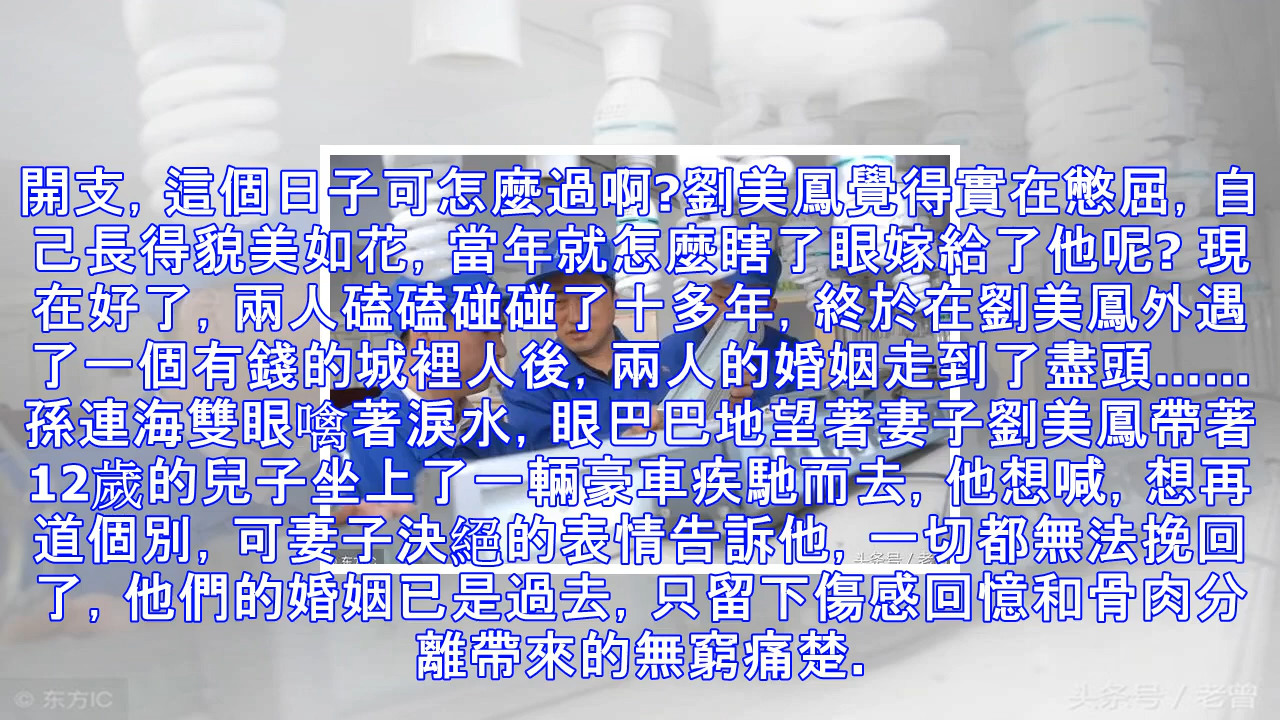 開支, 這個日子可怎麼過啊?劉美鳳覺得實在憋屈, 自
己長得貌美如花, 當年就怎麼瞎了眼嫁給了他呢? 現
在好了, 兩人磕磕碰碰了十多年, 終於在劉美鳳外遇
了一個有錢的城裡人後, 兩人的婚姻走到了盡頭......
孫連海雙眼噙著淚水, 眼巴巴地望著妻子劉美鳳帶著
12歲的兒子坐上了一輛豪車疾馳而去, 他想喊, 想再
道個別, 可妻子決絕的表情告訴他, 一切都無法挽回
了, 他們的婚姻已是過去, 只留下傷感回憶和骨肉分
離帶來的無窮痛楚.
© 东方IC
头条号 / 老曾